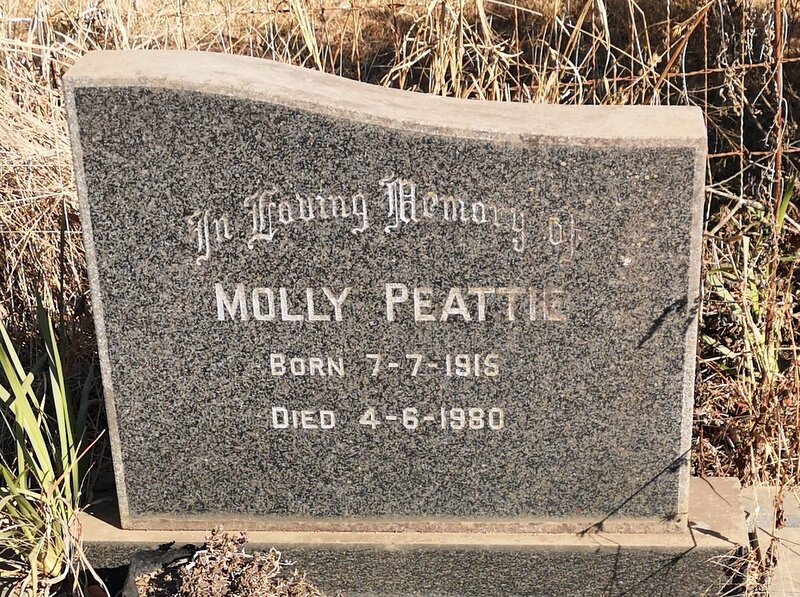 In Loving Memory of
MOLLY PEATTIE
BORN 7-7-1915
DIED 4-6-1980